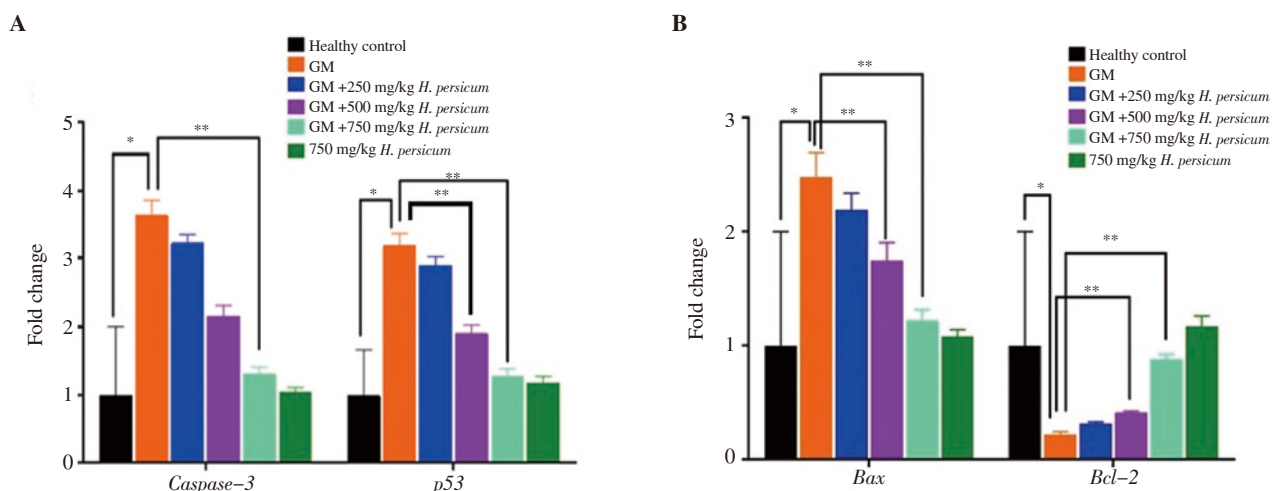 A
Healthy control
GM
GM +250 mg/kg H. persicum
GM +500 mg/kg H. persicum
GM +750 mg/kg H. persicum
750 mg/kg H. persicum
5
4
3
2
1
0
Fold change
*
**
*
**
**
Caspase-3
p53
B
Healthy control
GM
GM +250 mg/kg H. persicum
GM +500 mg/kg H. persicum
GM +750 mg/kg H. persicum
750 mg/kg H. persicum
3
2
1
0
Fold change
**
*
**
*
**
**
Bax
Bcl-2